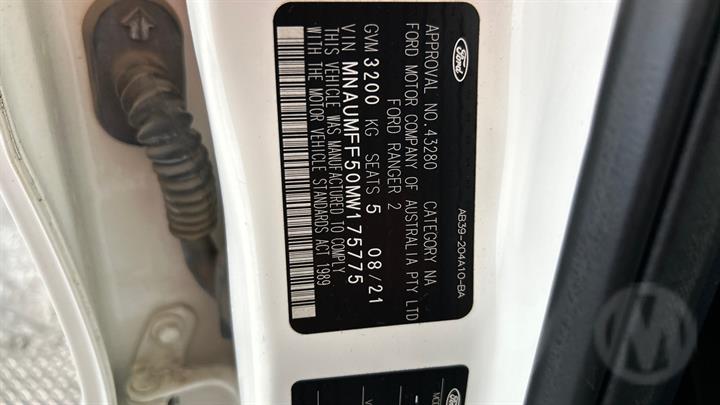 Ford
AB39-204A10-BA
APPROVAL NO. 43280 CATEGORY NA
FORD MOTOR COMPANY OF AUSTRALIA PTY LTD
FORD RANGER 2
GVM 3200 KG SEATS 5 08/21
VIN MNAUMFF50MW175775
THIS VEHICLE WAS MANUFACTURED TO COMPLY
WITH THE MOTOR VEHICLE STANDARDS ACT 1989
Ford
M